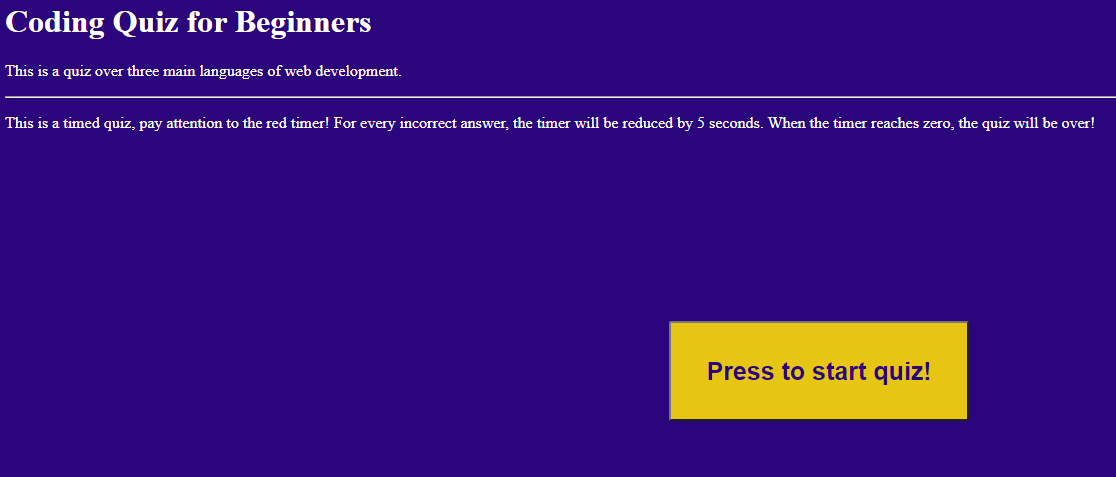 Coding Quiz for Beginners
This is a quiz over three main languages of web development.
This is a timed quiz, pay attention to the red timer! For every incorrect answer, the timer will be reduced by 5 seconds. When the timer reaches zero, the quiz will be over!
Press to start quiz!